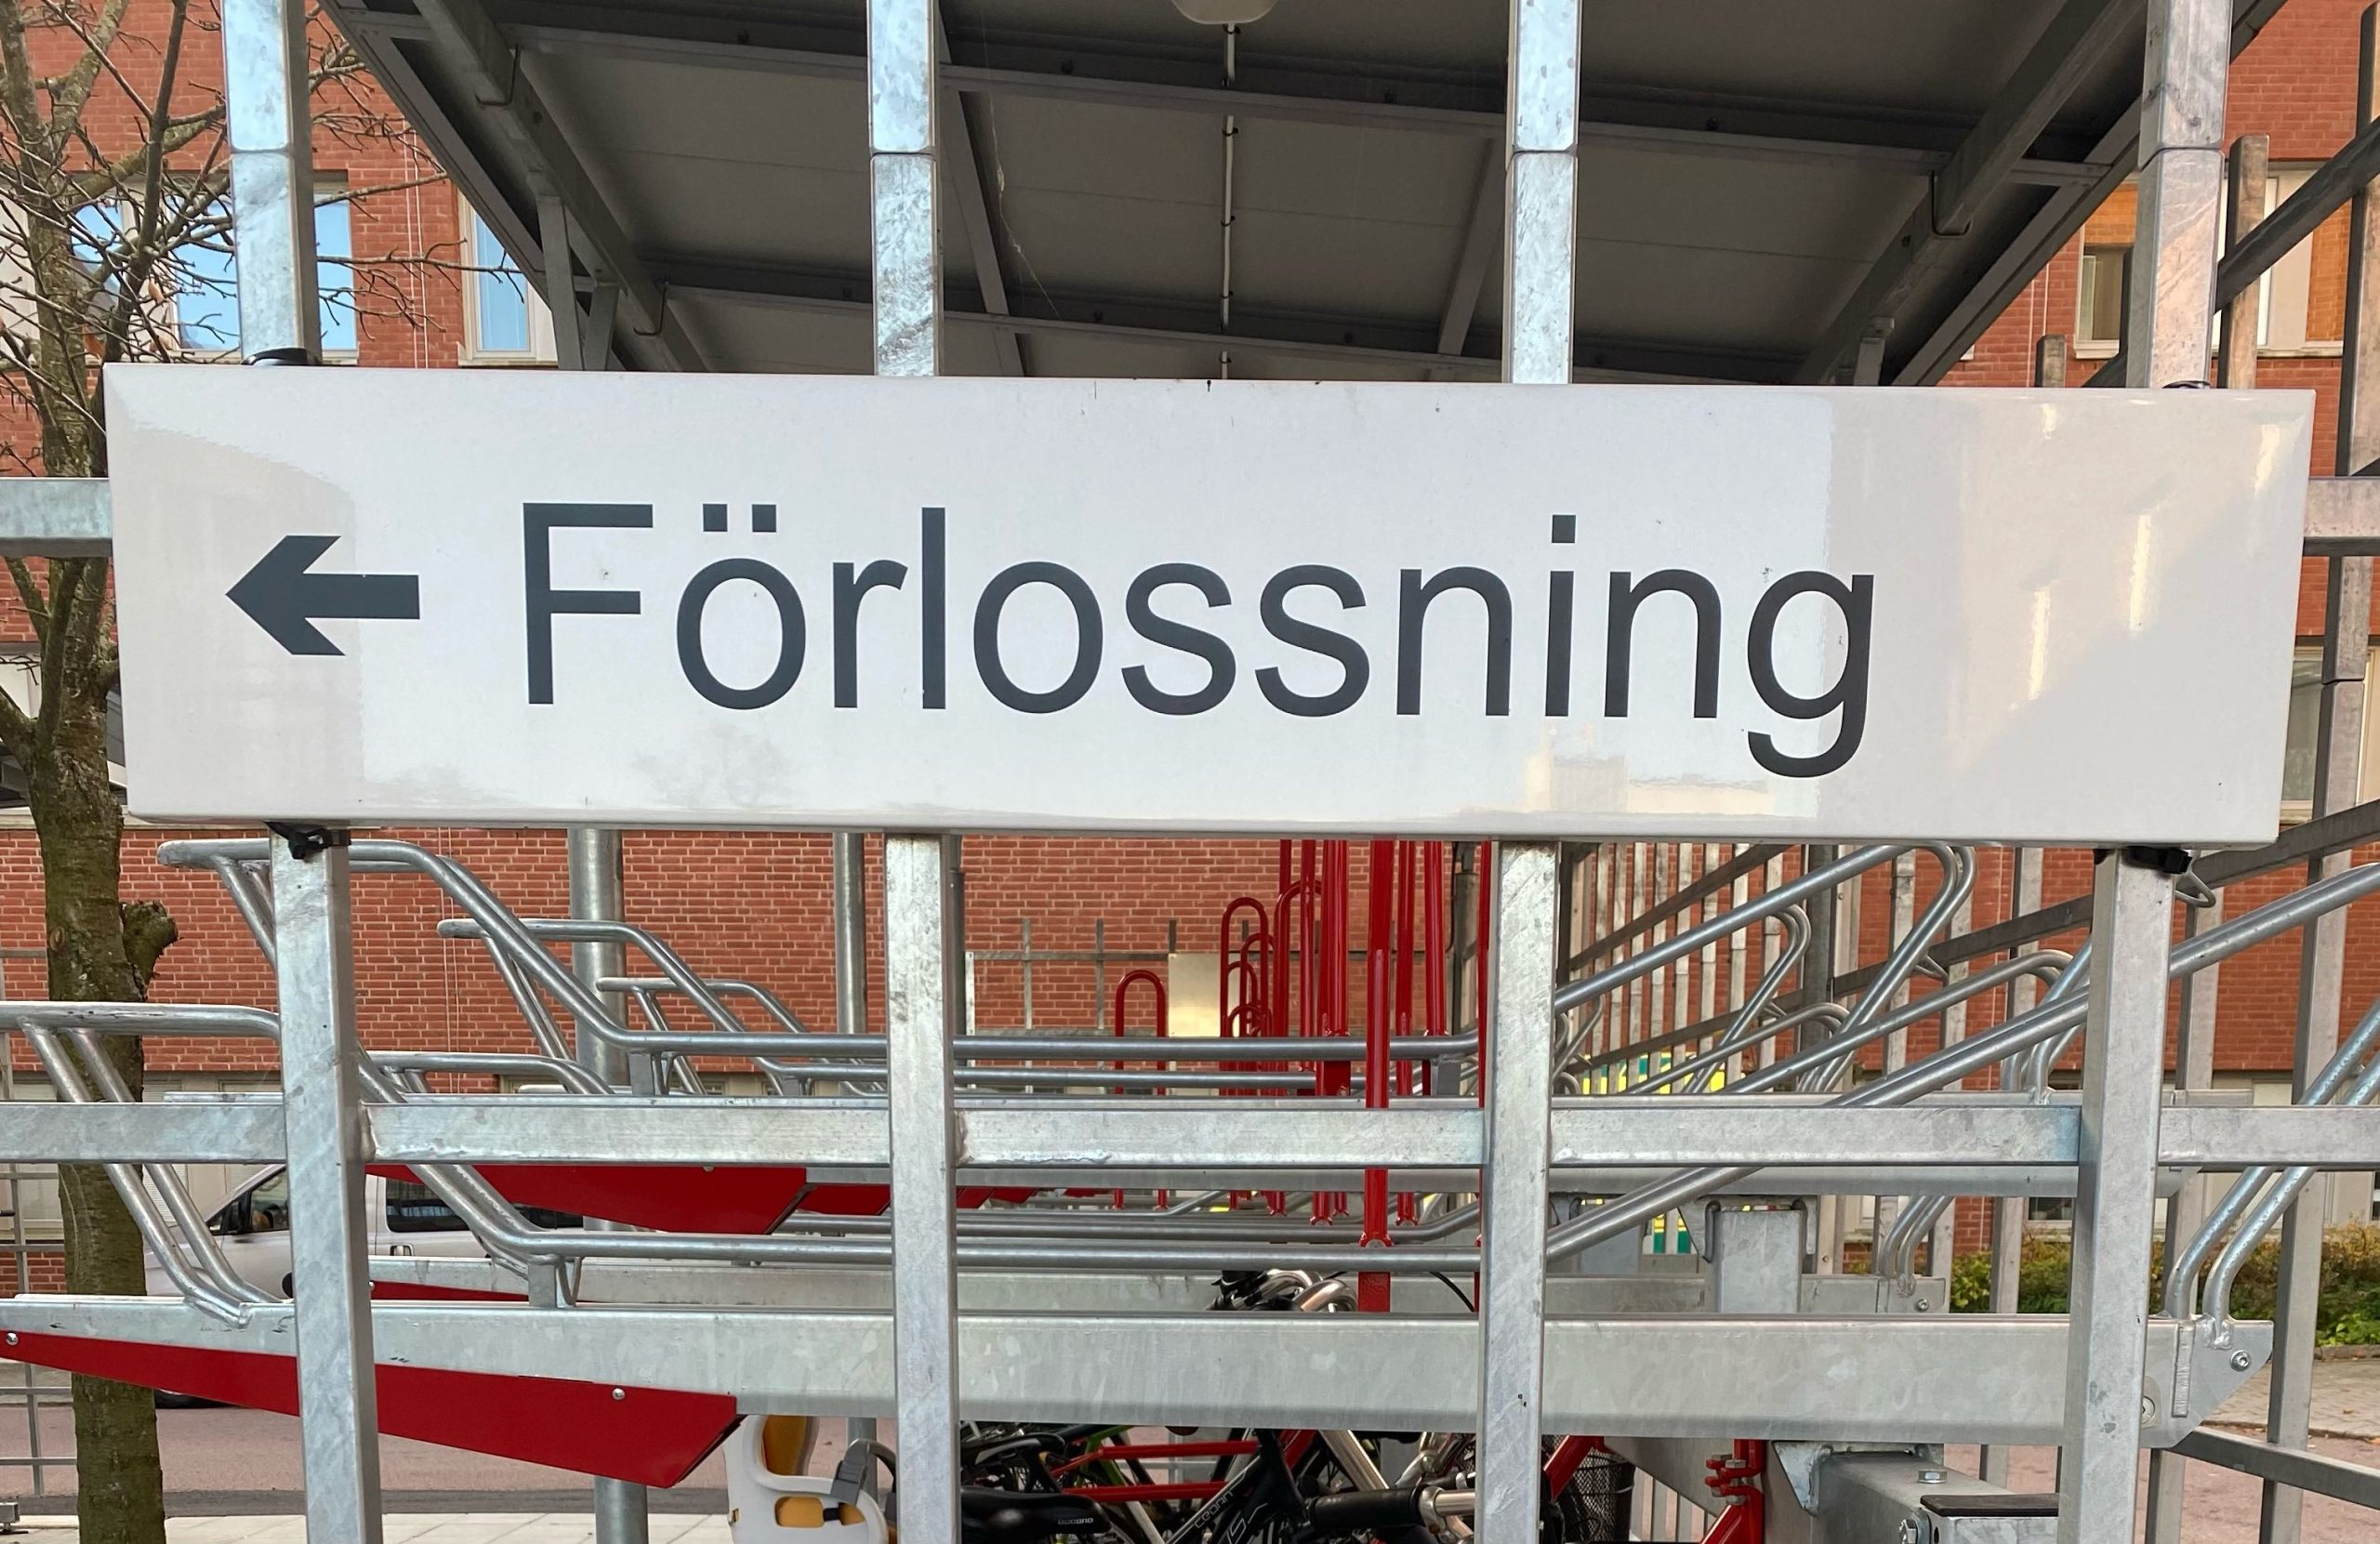 ← Förlossning